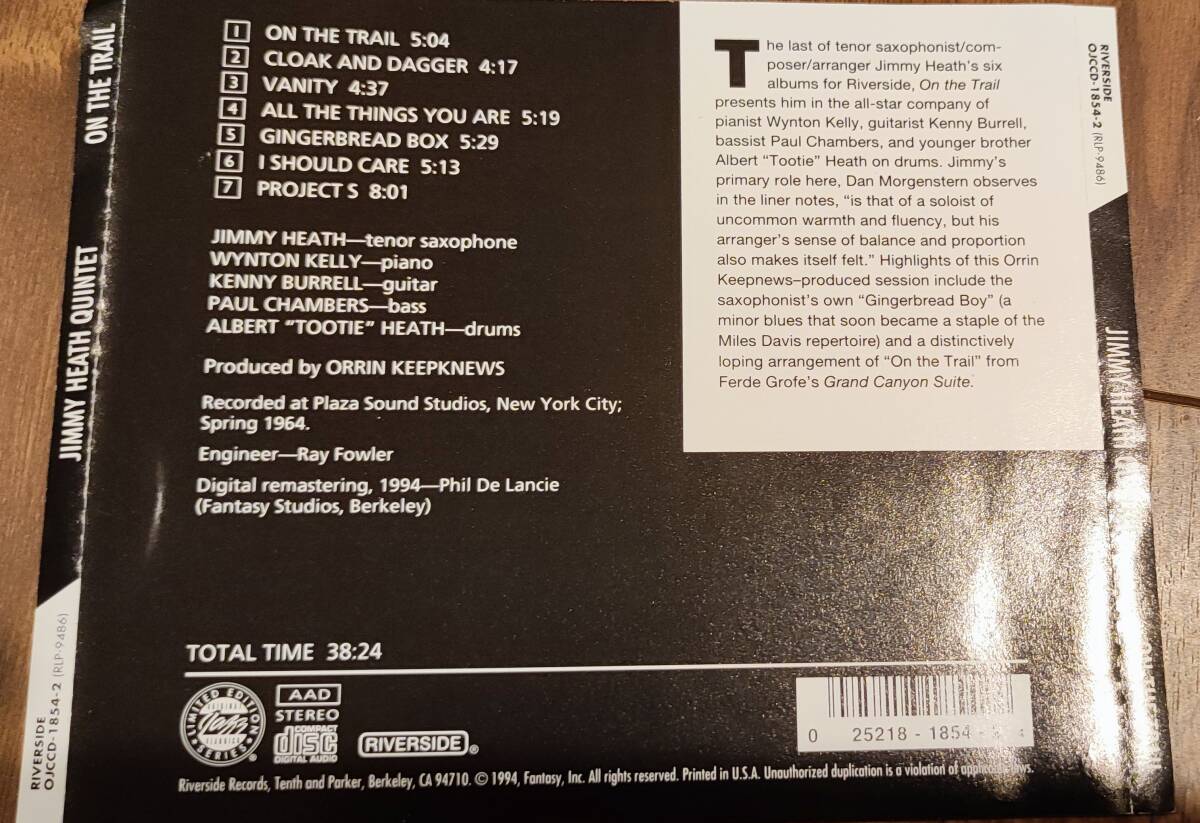 1 ON THE TRAIL 5:04
2 CLOAK AND DAGGER 4:17
3 VANITY 4:37
4 ALL THE THINGS YOU ARE 5:19
5 GINGERBREAD BOX 5:29
6 I SHOULD CARE 5:13
7 PROJECT S 8:01
JIMMY HEATH—tenor saxophone
WYNTON KELLY—piano
KENNY BURRELL—guitar
PAUL CHAMBERS—bass
ALBERT “TOOTIE” HEATH—drums
Produced by ORRIN KEEPKNEWS
Recorded at Plaza Sound Studios, New York City;
Spring 1964.
Engineer—Ray Fowler
Digital remastering, 1994—Phil De Lancie
(Fantasy Studios, Berkeley)
The last of tenor saxophonist/com-
poser/arranger Jimmy Heath’s six
albums for Riverside, On the Trail
presents him in the all-star company of
pianist Wynton Kelly, guitarist Kenny Burrell,
bassist Paul Chambers, and younger brother
Albert “Tootie” Heath on drums. Jimmy’s
primary role here, Dan Morgenstern observes
in the liner notes, “is that of a soloist of
uncommon warmth and fluency, but his
arranger’s sense of balance and proportion
also makes itself felt.” Highlights of this Orrin
Keepnews–produced session include the
saxophonist’s own “Gingerbread Boy” (a
minor blues that soon became a staple of the
Miles Davis repertoire) and a distinctively
loping arrangement of “On the Trail” from
Ferde Grofe’s Grand Canyon Suite.
TOTAL TIME 38:24
LIMITED EDITION SERIES
ORIGINAL Jazz CLASSICS
AAD
STEREO
COMPACT
disc
DIGITAL AUDIO
RIVERSIDE®
0 25218 - 1854 -
Riverside Records, Tenth and Parker, Berkeley, CA 94710. © 1994, Fantasy, Inc. All rights reserved. Printed in U.S.A. Unauthorized duplication is a violation of applicable laws.
JIMMY HEATH QUINTET ON THE TRAIL
RIVERSIDE
OJCCD-1854-2 (RLP-9486)
RIVERSIDE
OJCCD-1854-2 (RLP-9486)
JIMMY HEATH